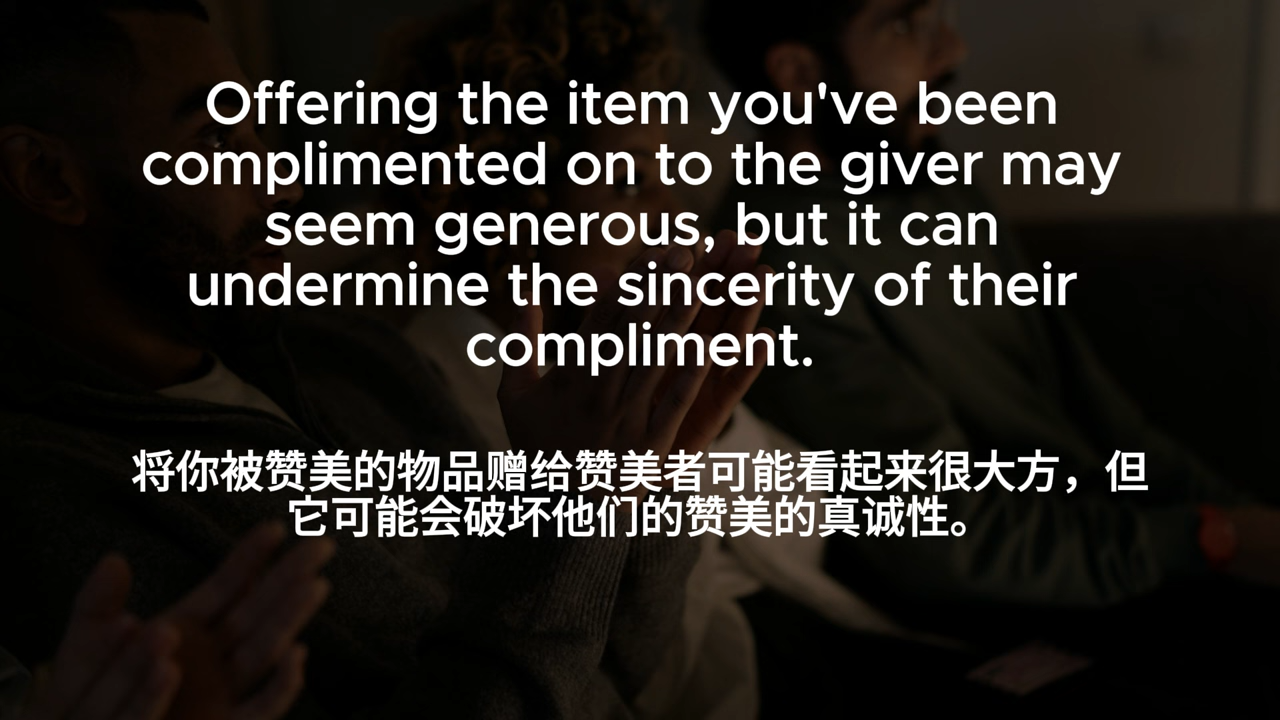 Offering the item you've been
complimented on to the giver may
seem generous, but it can
undermine the sincerity of their
compliment.
将你被赞美的物品赠给赞美者可能看起来很大方，但
它可能会破坏他们的赞美的真诚性。